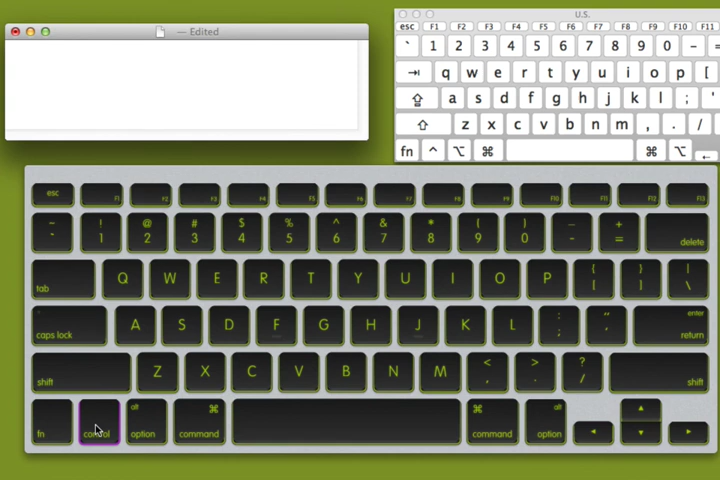 — Edited
U.S.
esc F1 F2 F3 F4 F5 F6 F7 F8 F9 F10 F11
` 1 2 3 4 5 6 7 8 9 0 - =
⇥ q w e r t y u i o p [
⇪ a s d f g h j k l ; '
⇧ z x c v b n m , . /
fn ^ ⌥ ⌘ ⌘ ⌥ ←
esc F1 F2 F3 F4 F5 F6 F7 F8 F9 F10 F11 F12 F13
~ ! @ # $ % ^ & * ( ) — +
` 1 2 3 4 5 6 7 8 9 0 - = delete
tab Q W E R T Y U I O P { [ } ] | \
caps lock A S D F G H J K L : ; " ' enter return
shift Z X C V B N M < , > . ? / shift
fn control alt option ⌘ command ⌘ command alt option ◄ ▲ ▼ ►